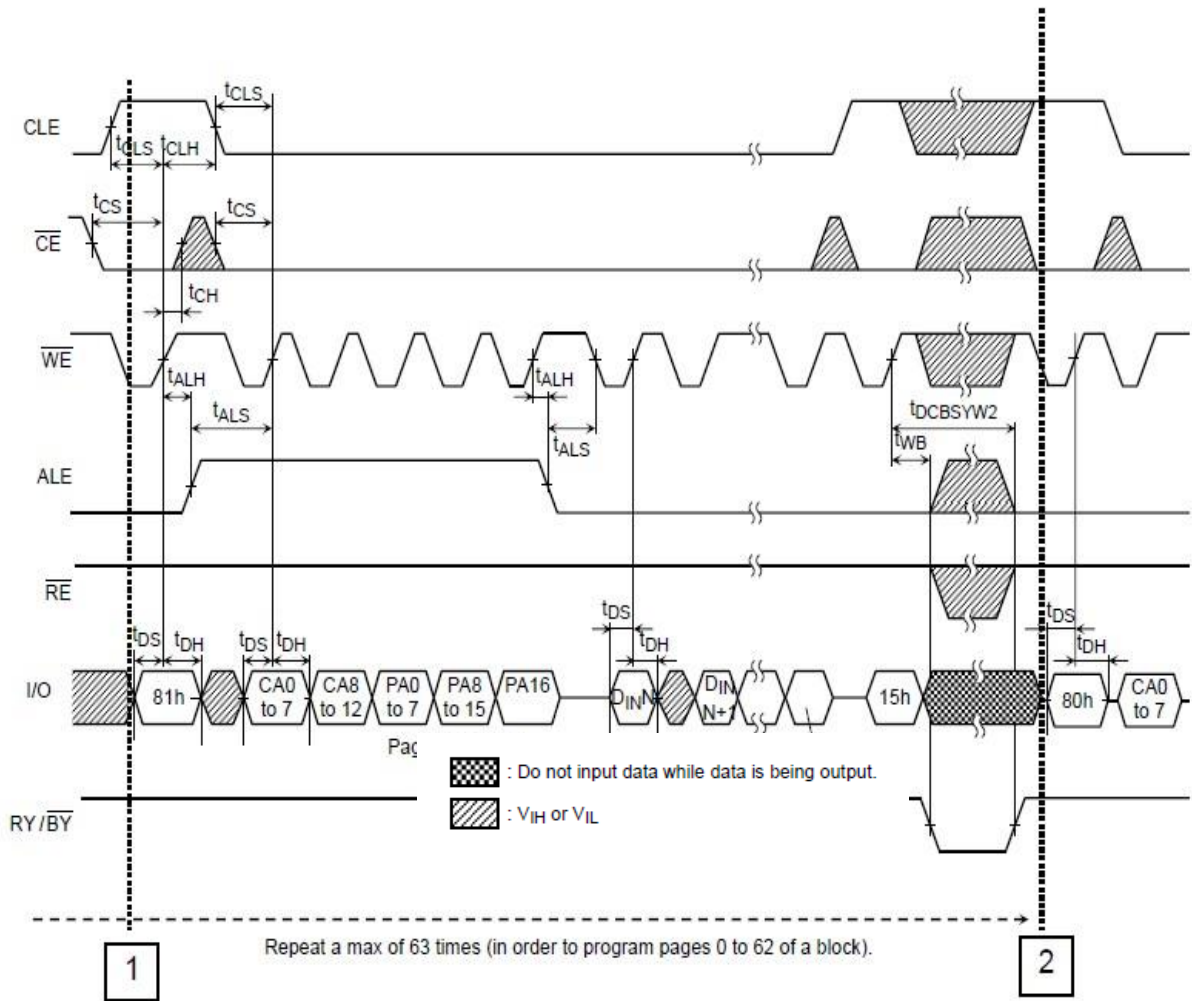 CLE
tCLS
tCLS tCLH
CE
tCS tCS
tCH
WE
tALH
tALS
tALH
tALS
tDCBSYW2
tWB
ALE
RE
tDS tDH tDS tDH tDS tDH tDS tDH
I/O
81h
CA0 to 7
CA8 to 12
PA0 to 7
PA8 to 15
PA16
DINN
DIN N+1
15h
80h
CA0 to 7
: Do not input data while data is being output.
: VIH or VIL
RY/BY
Repeat a max of 63 times (in order to program pages 0 to 62 of a block).
1
2